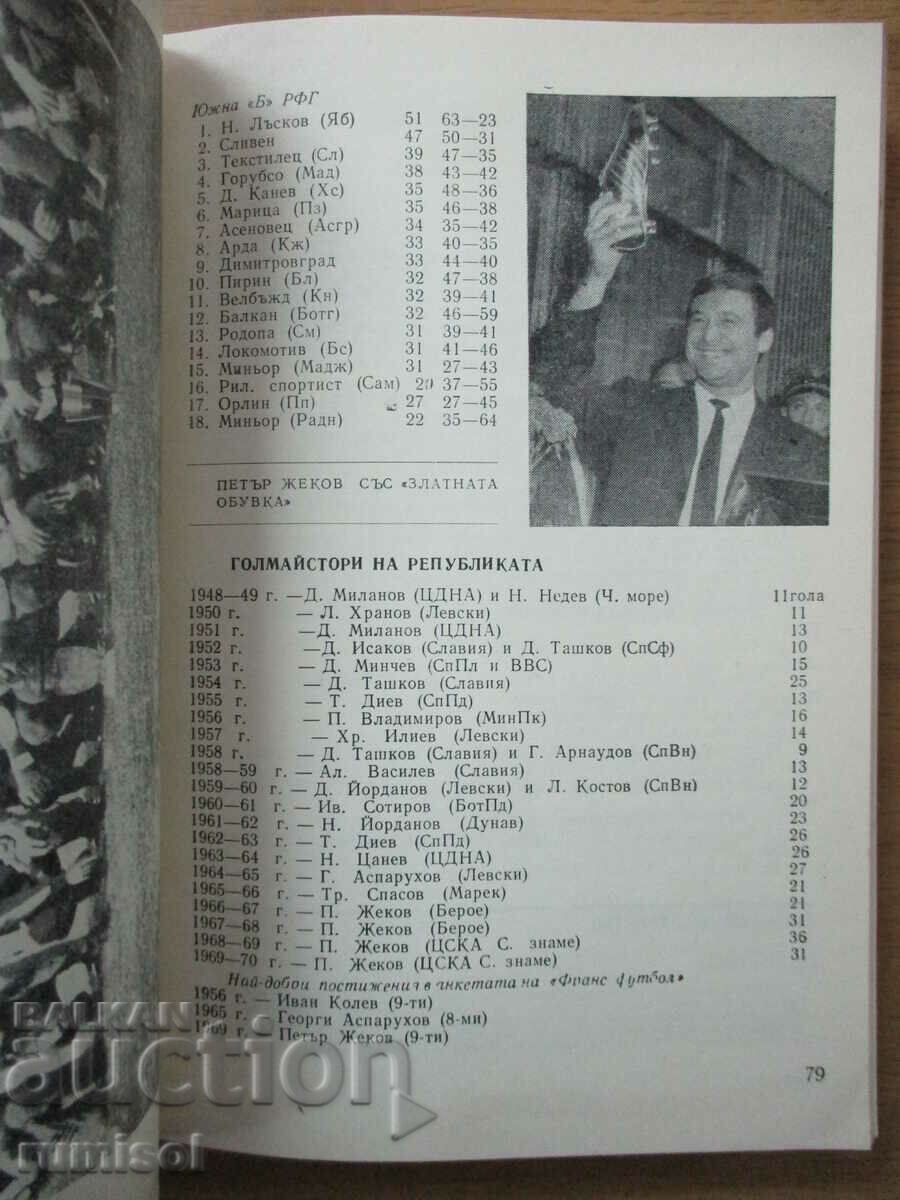 Южна «Б» РФГ
1. Н. Лъсков (Яб) 51 63—23
2. Сливен 47 50—31
3. Текстилец (Сл) 39 47—35
4. Горубсо (Мад) 38 43—42
5. Д. Канев (Хс) 35 48—36
6. Марица (Пз) 35 46—38
7. Асеновец (Асгр) 34 35—42
8. Арда (Кж) 33 40—35
9. Димитровград 33 44—40
10. Пирин (Бл) 32 47—38
11. Велбъжд (Кн) 32 39—41
12. Балкан (Ботг) 32 46—59
13. Родопа (См) 31 39—41
14. Локомотив (Бс) 31 41—46
15. Миньор (Мадж) 31 27—43
16. Рил. спортист (Сам) 29 37—55
17. Орлин (Пп) 27 27—45
18. Миньор (Радн) 22 35—64
ПЕТЪР ЖЕКОВ СЪС «ЗЛАТНАТА
ОБУВКА»
ГОЛМАЙСТОРИ НА РЕПУБЛИКАТА
1948—49 г. —Д. Миланов (ЦДНА) и Н. Недев (Ч. море) 11 гола
1950 г. — Л. Хранов (Левски) 11
1951 г. —Д. Миланов (ЦДНА) 13
1952 г. —Д. Исаков (Славия) и Д. Ташков (СпСф) 10
1953 г. — Д. Минчев (СпПл и ВВС) 15
1954 г. — Д. Ташков (Славия) 25
1955 г. — Т. Диев (СпПд) 13
1956 г. — П. Владимиров (МинПк) 16
1957 г. — Хр. Илиев (Левски) 14
1958 г. — Д. Ташков (Славия) и Г. Арнаудов (СпВн) 9
1958—59 г. — Ал. Василев (Славия) 13
1959—60 г. — Д. Йорданов (Левски) и Л. Костов (СпВн) 12
1960—61 г. — Ив. Сотиров (БотПд) 20
1961—62 г. — Н. Йорданов (Дунав) 23
1962—63 г. — Т. Диев (СпПд) 26
1963—64 г. — Н. Цанев (ЦДНА) 26
1964—65 г. — Г. Аспарухов (Левски) 27
1965—66 г. — Тр. Спасов (Марек) 21
1966—67 г. — П. Жеков (Берое) 21
1967—68 г. — П. Жеков (Берое) 31
1968—69 г. — П. Жеков (ЦСКА С. знаме) 36
1969—70 г. — П. Жеков (ЦСКА С. знаме) 31
Най-добри постижения в анкетата на «Франс футбол»
1956 г. — Иван Колев (9-ти)
1965 г. — Георги Аспарухов (8-ми)
1969 г. — Петър Жеков (9-ти)
79
BALKAN
auction
rumisol